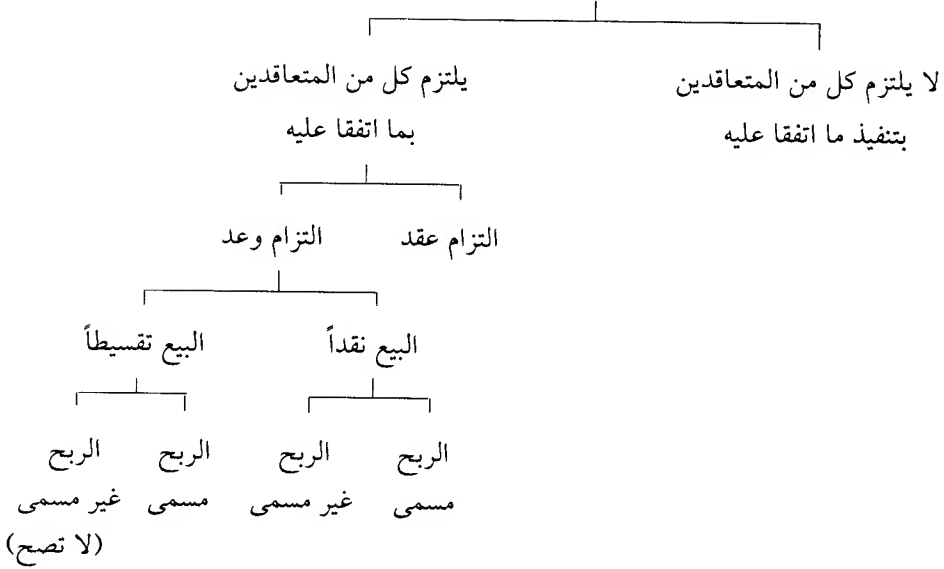 لا يلتزم كل من المتعاقدين
بتنفيذ ما اتفقا عليه
يلتزم كل من المتعاقدين
بما اتفقا عليه
التزام عقد
التزام وعد
البيع نقداً
البيع تقسيطاً
الربح
مسمى
الربح
غير مسمى
الربح
مسمى
الربح
غير مسمى
(لا تصح)